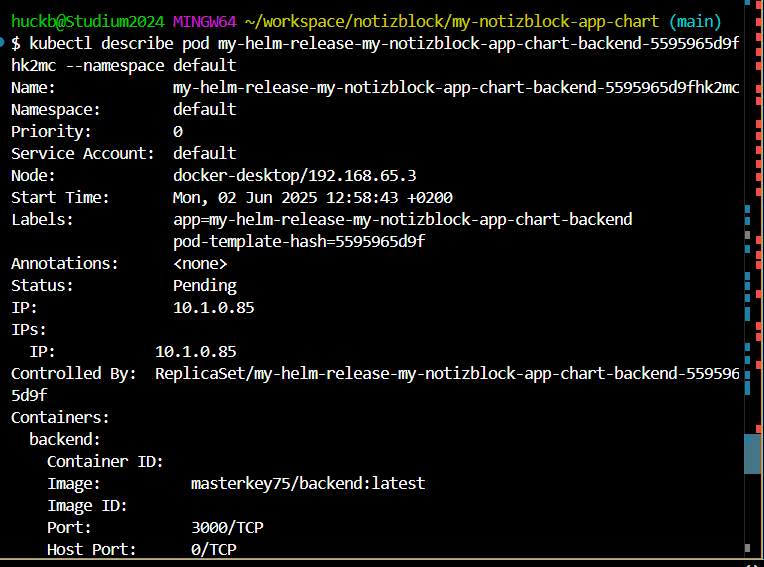 huckb@Studium2024 MINGW64 ~/workspace/notizblock/my-notizblock-app-chart (main)
$ kubectl describe pod my-helm-release-my-notizblock-app-chart-backend-5595965d9f
hk2mc --namespace default
Name:             my-helm-release-my-notizblock-app-chart-backend-5595965d9fhk2mc
Namespace:        default
Priority:         0
Service Account:  default
Node:             docker-desktop/192.168.65.3
Start Time:       Mon, 02 Jun 2025 12:58:43 +0200
Labels:           app=my-helm-release-my-notizblock-app-chart-backend
                  pod-template-hash=5595965d9f
Annotations:      <none>
Status:           Pending
IP:               10.1.0.85
IPs:
  IP:           10.1.0.85
Controlled By:  ReplicaSet/my-helm-release-my-notizblock-app-chart-backend-559596
5d9f
Containers:
  backend:
    Container ID:
    Image:          masterkey75/backend:latest
    Image ID:
    Port:           3000/TCP
    Host Port:      0/TCP